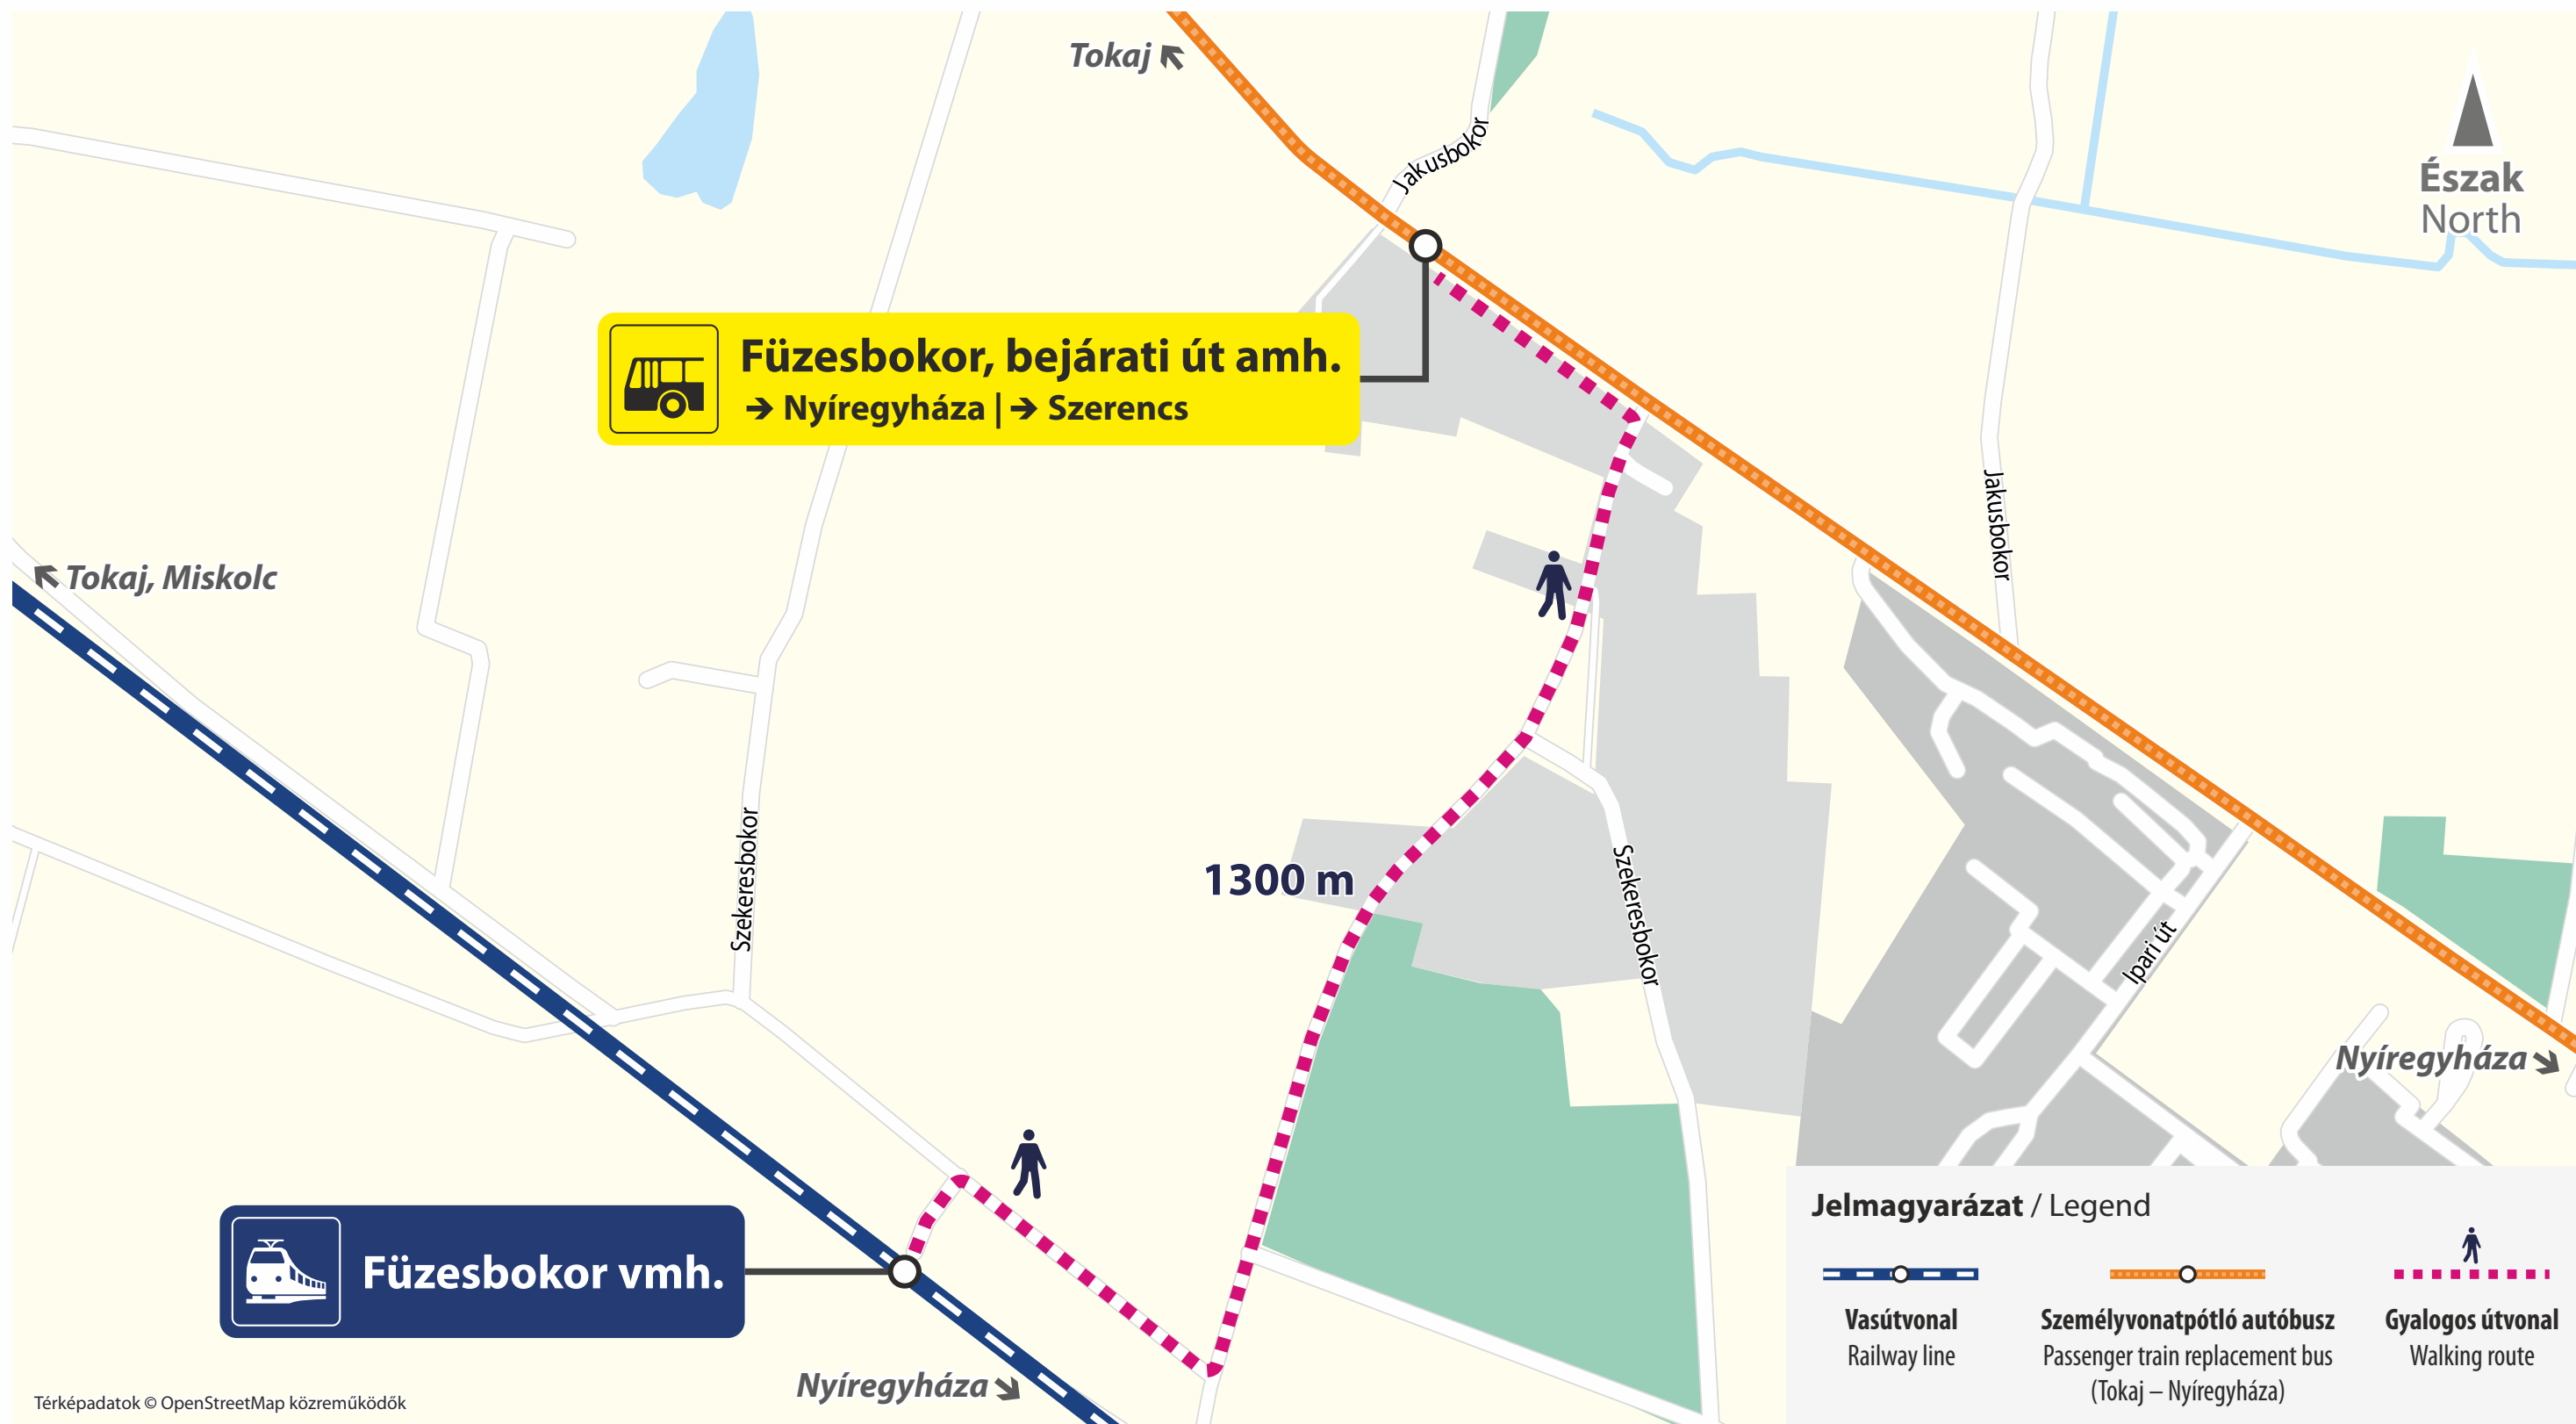 Tokaj
Jakusbokor
Észak
North
Füzesbokor, bejárati út amh.
→ Nyíregyháza | → Szerencs
Jakusbokor
Tokaj, Miskolc
Szekeresbokor
1300 m
Szekeresbokor
Ipari út
Nyíregyháza
Füzesbokor vmh.
Nyíregyháza
Jelmagyarázat / Legend
Vasútvonal
Railway line
Személyvonatpótló autóbusz
Passenger train replacement bus
(Tokaj – Nyíregyháza)
Gyalogos útvonal
Walking route
Térképadatok © OpenStreetMap közreműködők